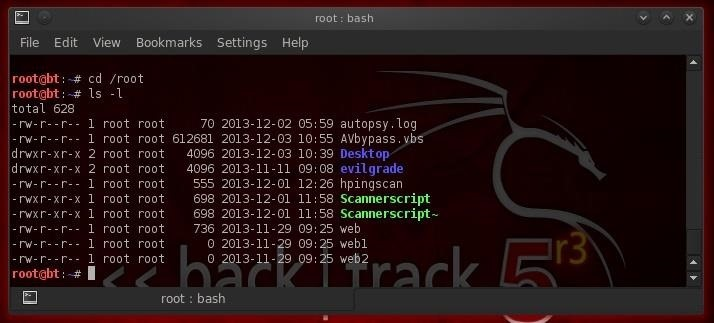 root : bash
File Edit View Bookmarks Settings Help
root@bt:~# cd /root
root@bt:~# ls -l
total 628
-rw-r--r-- 1 root root     70 2013-12-02 05:59 autopsy.log
-rw-r--r-- 1 root root 612681 2013-12-03 10:55 AVbypass.vbs
drwxr-xr-x 2 root root   4096 2013-12-03 10:39 Desktop
drwxr-xr-x 2 root root   4096 2013-11-11 09:08 evilgrade
-rw-r--r-- 1 root root    555 2013-12-01 12:26 hpingscan
-rwxr-xr-x 1 root root    698 2013-12-01 11:58 Scannerscript
-rwxr-xr-x 1 root root    698 2013-12-01 11:58 Scannerscript~
-rw-r--r-- 1 root root    736 2013-11-29 09:25 web
-rw-r--r-- 1 root root      0 2013-11-29 09:25 web1
-rw-r--r-- 1 root root      0 2013-11-29 09:25 web2
root@bt:~#
<< back | track 5 r3
root : bash